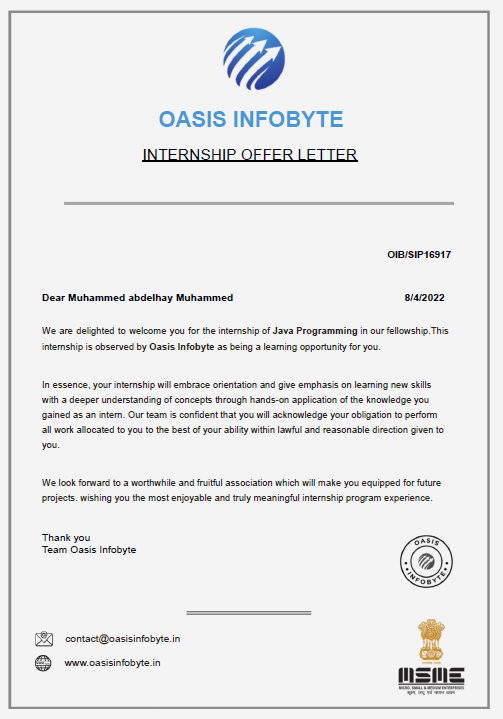 OASIS INFOBYTE
INTERNSHIP OFFER LETTER
OIB/SIP16917
Dear Muhammed abdelhay Muhammed 8/4/2022
We are delighted to welcome you for the internship of Java Programming in our fellowship.This
internship is observed by Oasis Infobyte as being a learning opportunity for you.
In essence, your internship will embrace orientation and give emphasis on learning new skills
with a deeper understanding of concepts through hands-on application of the knowledge you
gained as an intern. Our team is confident that you will acknowledge your obligation to perform
all work allocated to you to the best of your ability within lawful and reasonable direction given to
you.
We look forward to a worthwhile and fruitful association which will make you equipped for future
projects. wishing you the most enjoyable and truly meaningful internship program experience.
Thank you
Team Oasis Infobyte
OASIS
INFOBYTE
contact@oasisinfobyte.in
www.oasisinfobyte.in
MSME
MICRO, SMALL & MEDIUM ENTERPRISES
सूक्ष्म, लघु एवं मध्यम उद्यम